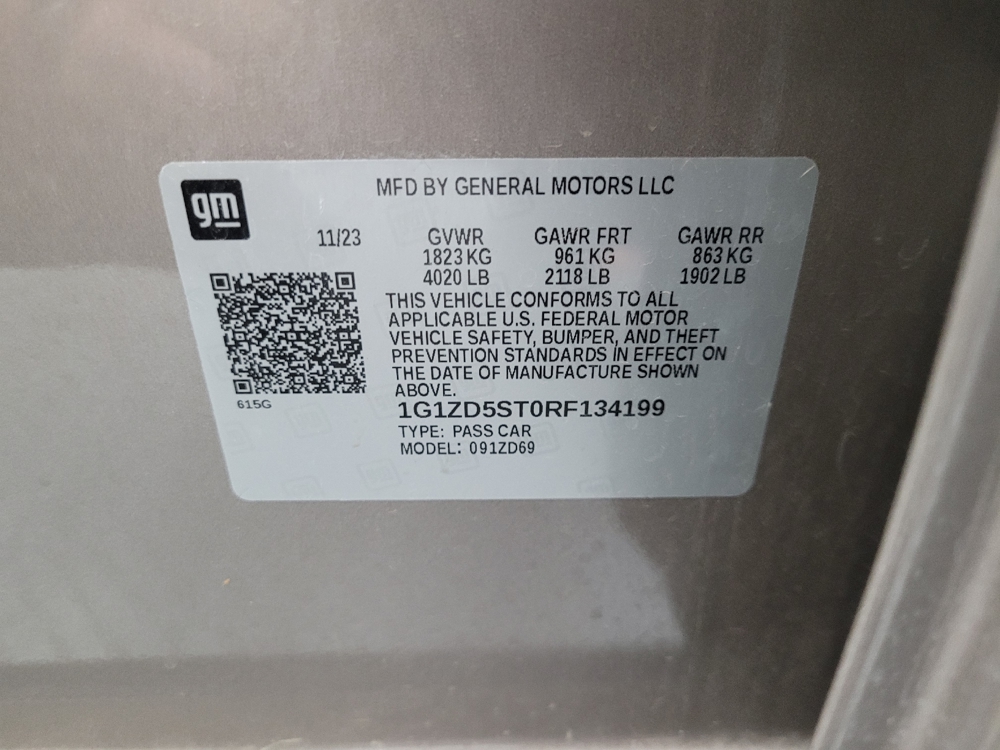 gm
MFD BY GENERAL MOTORS LLC
11/23 GVWR GAWR FRT GAWR RR
1823 KG 961 KG 863 KG
4020 LB 2118 LB 1902 LB
THIS VEHICLE CONFORMS TO ALL
APPLICABLE U.S. FEDERAL MOTOR
VEHICLE SAFETY, BUMPER, AND THEFT
PREVENTION STANDARDS IN EFFECT ON
THE DATE OF MANUFACTURE SHOWN
ABOVE.
615G
1G1ZD5ST0RF134199
TYPE: PASS CAR
MODEL: 091ZD69